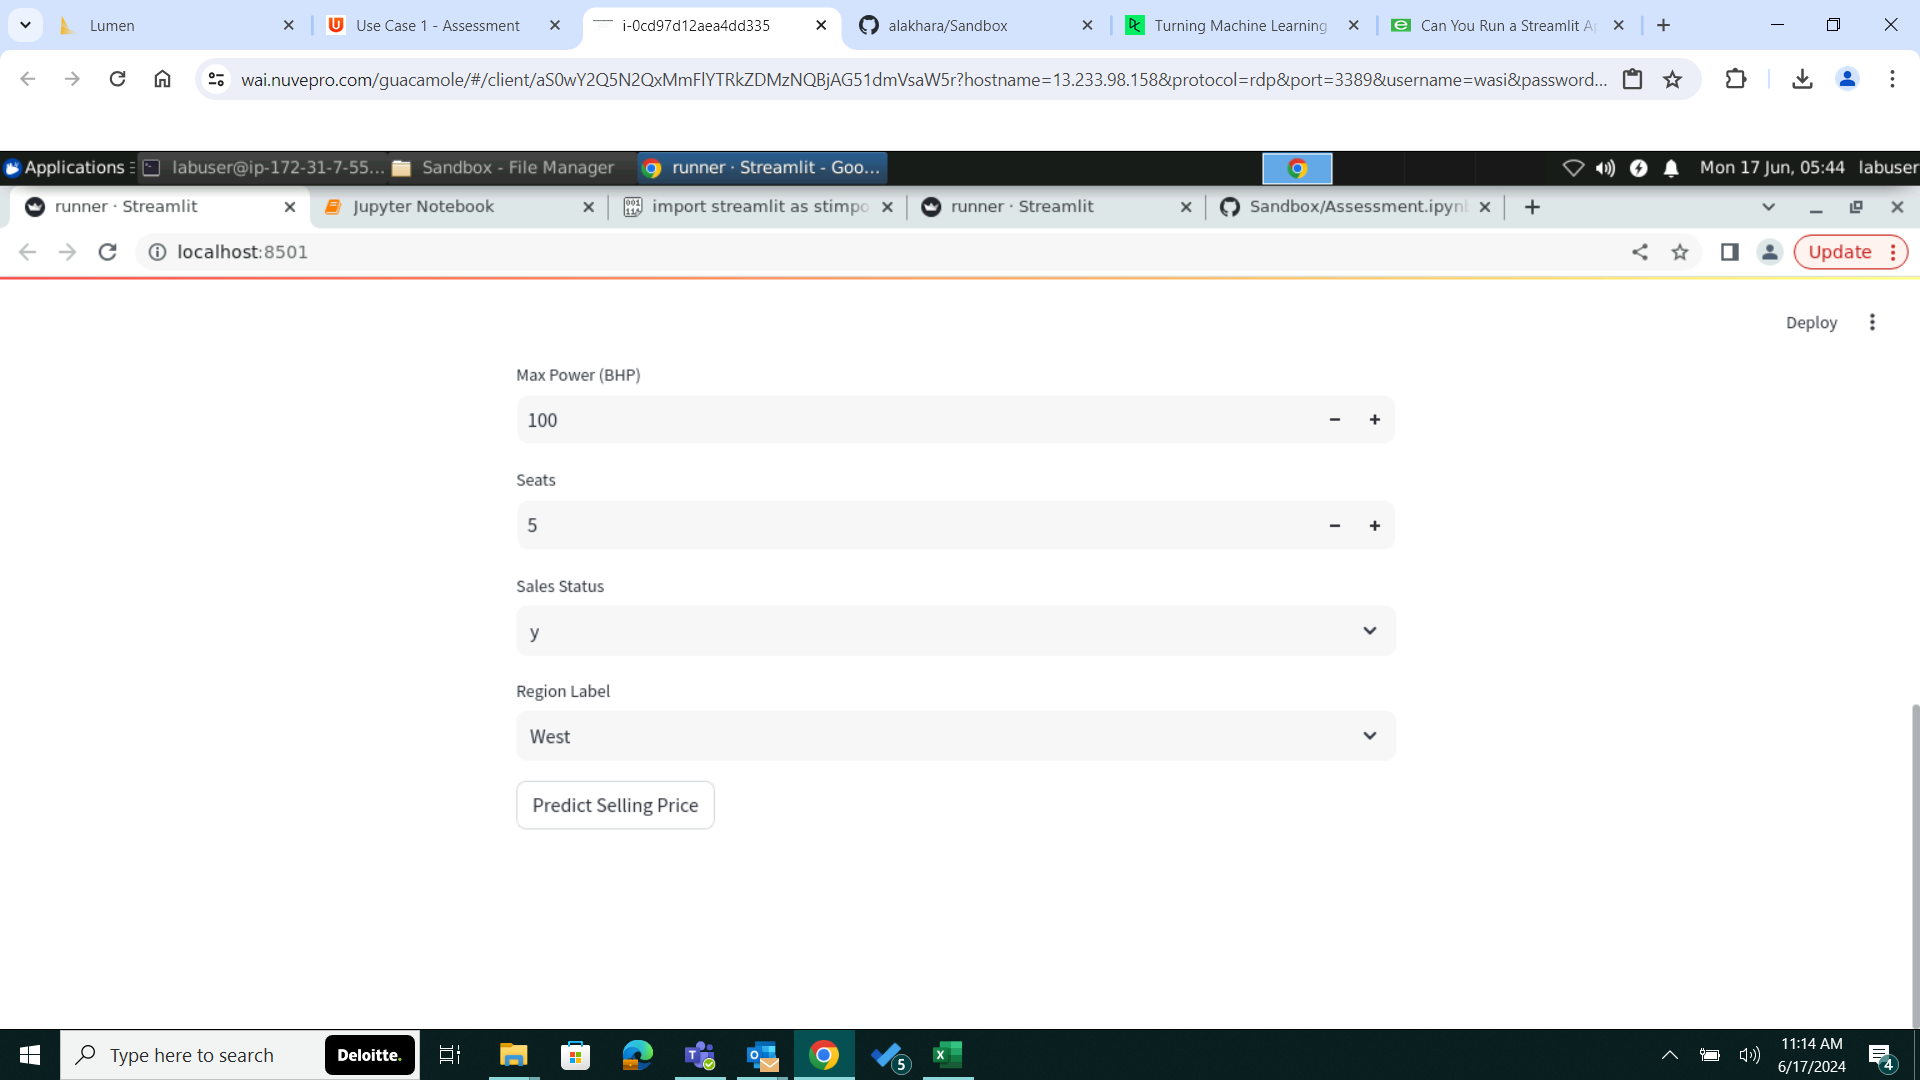 Lumen
Use Case 1 - Assessment
i-0cd97d12aea4dd335
alakhara/Sandbox
Turning Machine Learning
Can You Run a Streamlit A
wai.nuvepro.com/guacamole/#/client/aS0wY2Q5N2QxMmFlYTRkZDMzNQBjAG51dmVsaW5r?hostname=13.233.98.158&protocol=rdp&port=3389&username=wasi&password...
Applications
labuser@ip-172-31-7-55...
Sandbox - File Manager
runner · Streamlit - Goo...
Mon 17 Jun, 05:44
labuser
runner · Streamlit
Jupyter Notebook
import streamlit as stimpo
runner · Streamlit
Sandbox/Assessment.ipyn
localhost:8501
Update
Deploy
Max Power (BHP)
100
Seats
5
Sales Status
y
Region Label
West
Predict Selling Price
Type here to search
Deloitte.
5
11:14 AM
6/17/2024
4